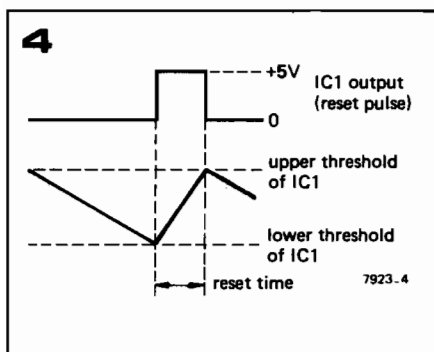 4
+5V
IC1 output
(reset pulse)
0
upper threshold
of IC1
lower threshold
of IC1
reset time
7923-4